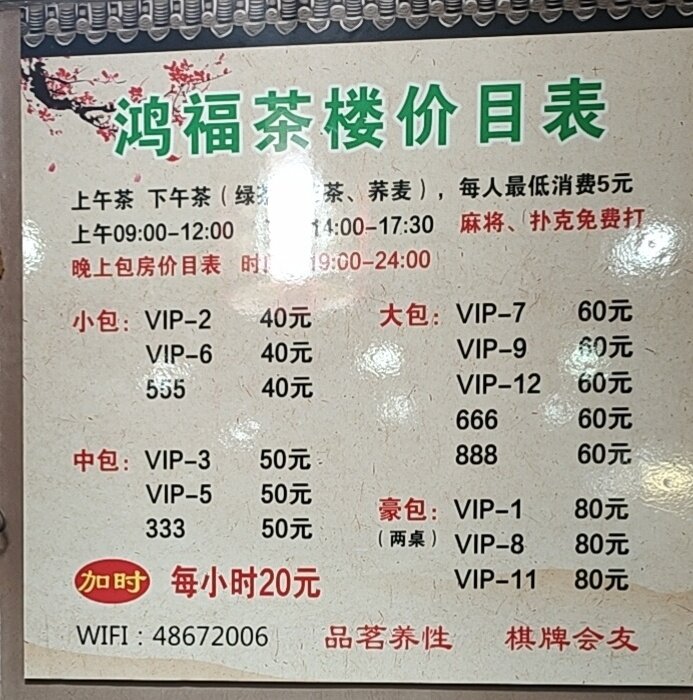 鸿福茶楼价目表
上午茶 下午茶（绿茶、 茶、荞麦），每人最低消费5元
上午09:00-12:00 14:00-17:30 麻将、扑克免费打
晚上包房价目表 时 19:00-24:00
小包: VIP-2 40元
VIP-6 40元
555 40元
中包: VIP-3 50元
VIP-5 50元
333 50元
大包: VIP-7 60元
VIP-9 60元
VIP-12 60元
666 60元
888 60元
豪包: VIP-1 80元
（两桌） VIP-8 80元
VIP-11 80元
加时 每小时20元
WIFI : 48672006 品茗养性 棋牌会友